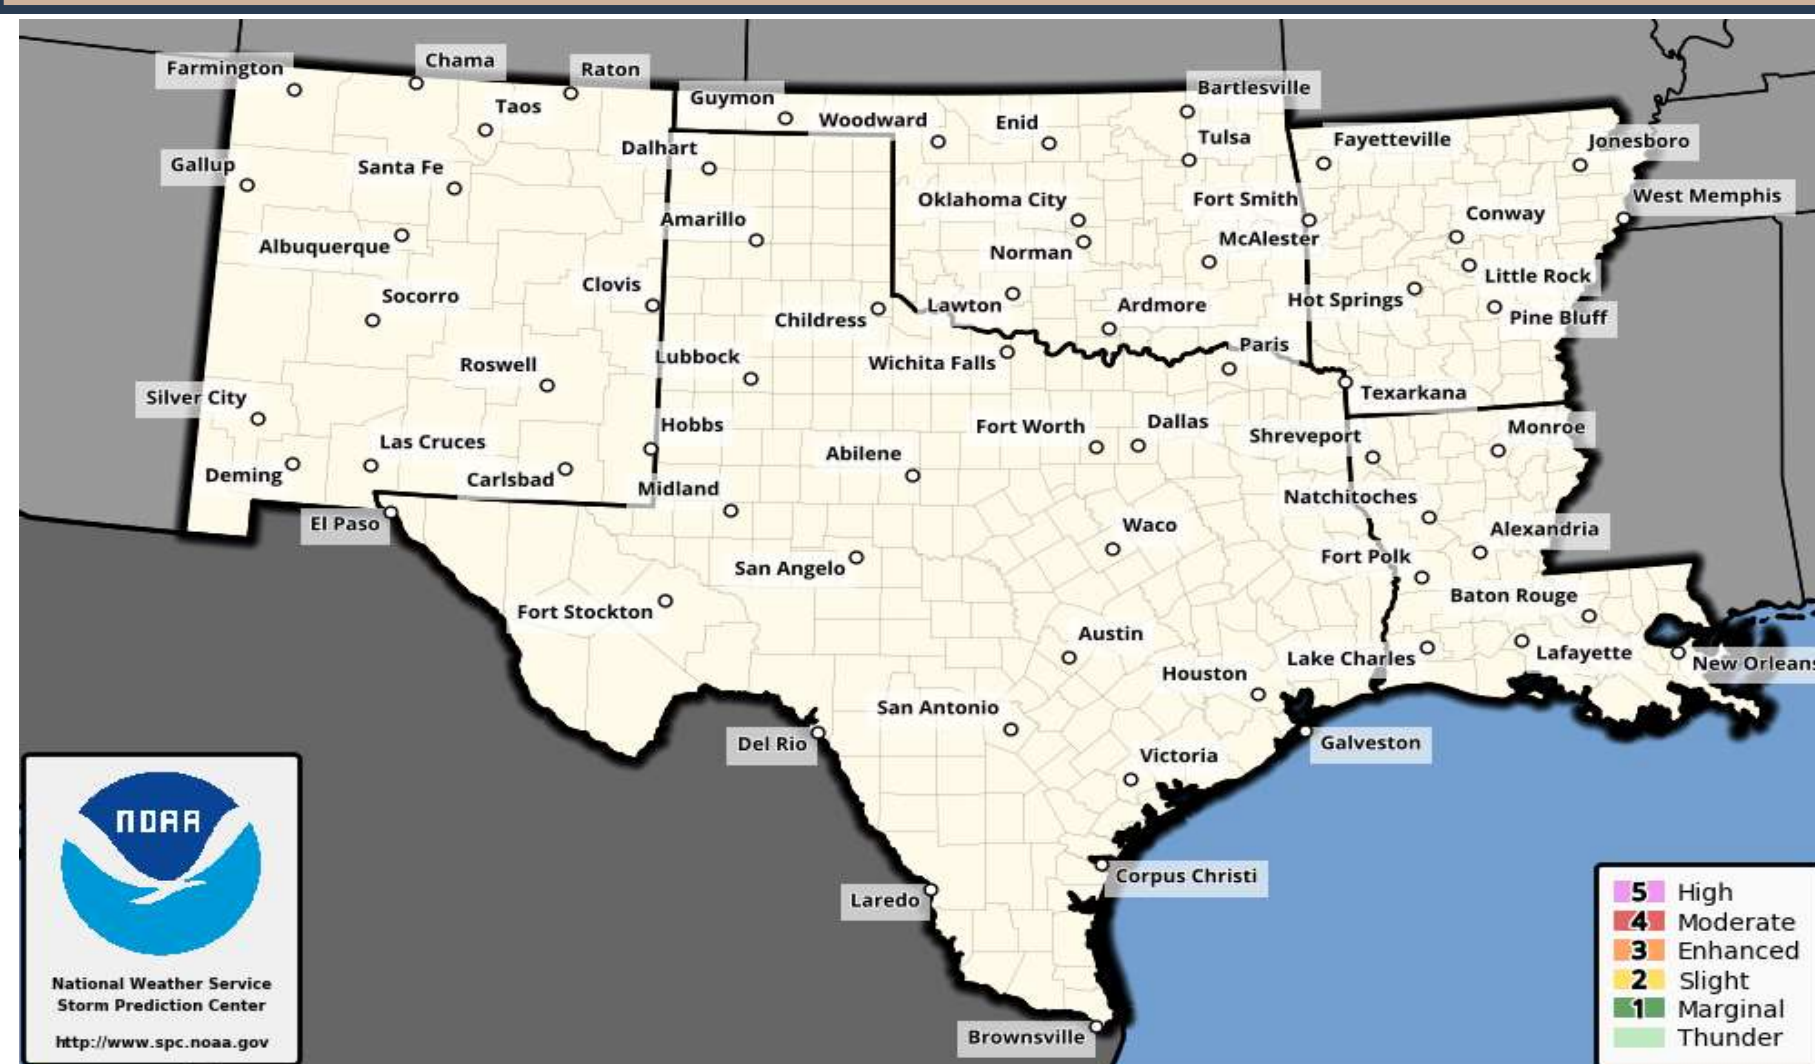 Farmington
Chama
Raton
Guymon
Bartlesville
Taos
Woodward
Enid
Tulsa
Fayetteville
Jonesboro
Dalhart
Gallup
Santa Fe
West Memphis
Oklahoma City
Fort Smith
Conway
Amarillo
Albuquerque
Norman
McAlester
Little Rock
Socorro
Clovis
Childress
Lawton
Ardmore
Hot Springs
Pine Bluff
Roswell
Lubbock
Wichita Falls
Paris
Silver City
Texarkana
Hobbs
Las Cruces
Fort Worth
Dallas
Shreveport
Monroe
Abilene
Deming
Carlsbad
Midland
Natchitoches
El Paso
Waco
Alexandria
San Angelo
Fort Polk
Fort Stockton
Baton Rouge
Austin
Lake Charles
Lafayette
New Orleans
Houston
San Antonio
Del Rio
Galveston
Victoria
Corpus Christi
Laredo
Brownsville
NOAA
National Weather Service
Storm Prediction Center
http://www.spc.noaa.gov
5 High
4 Moderate
3 Enhanced
2 Slight
1 Marginal
Thunder